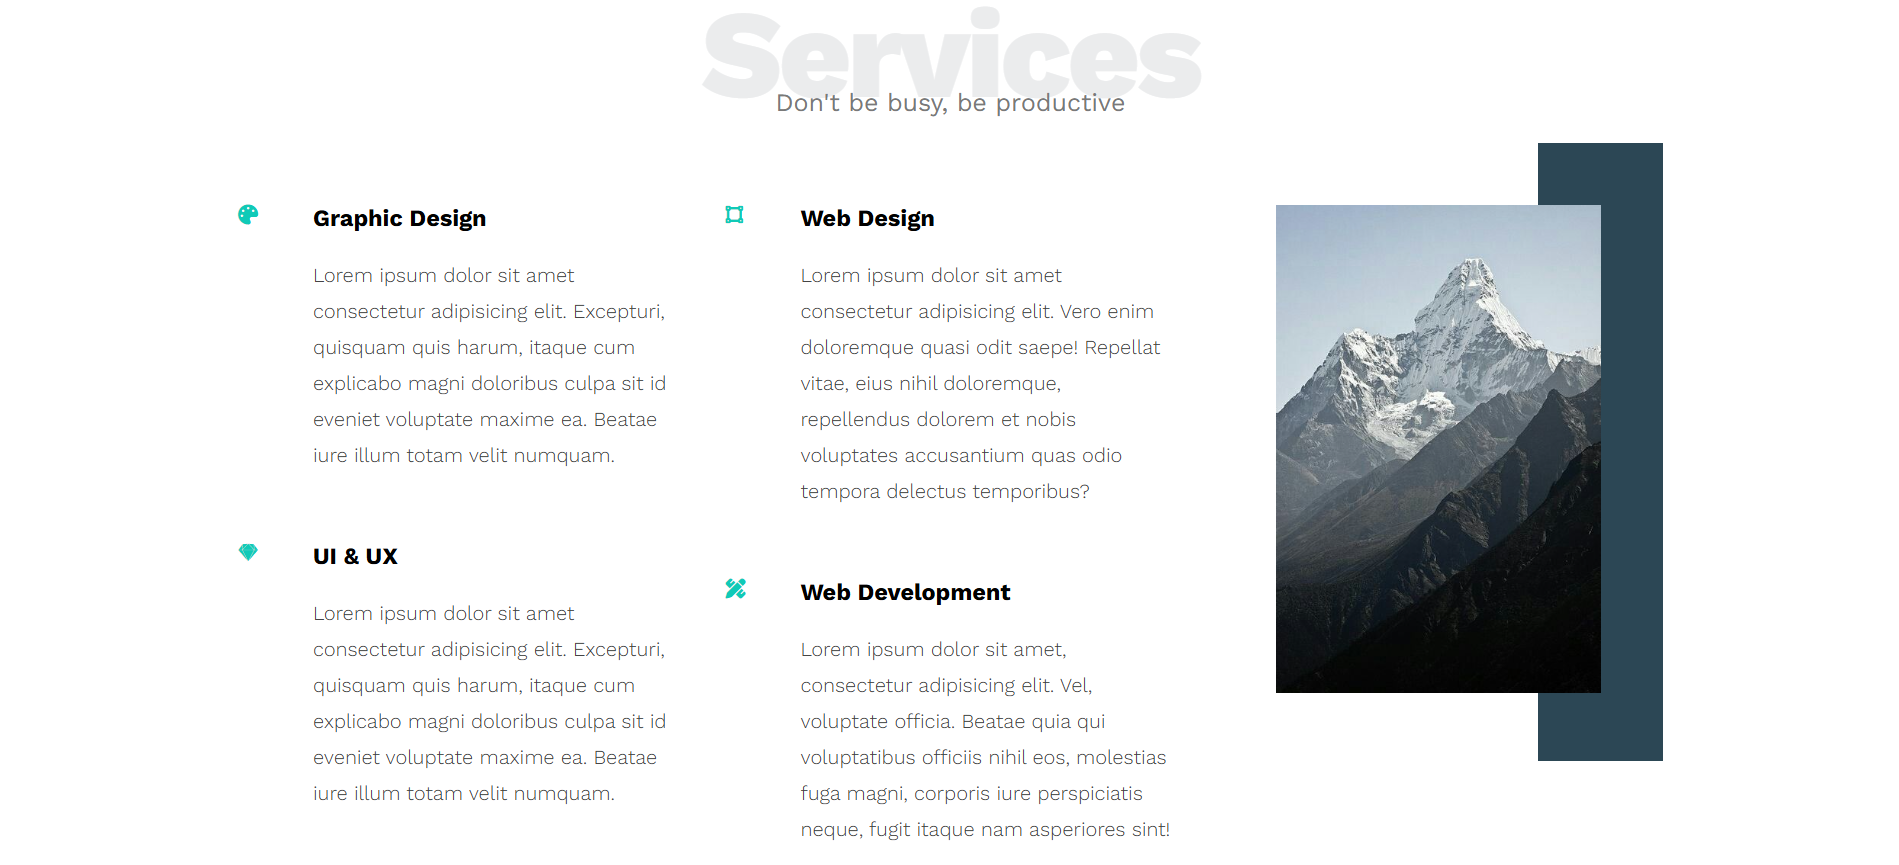 Services
Don't be busy, be productive
Graphic Design
Lorem ipsum dolor sit amet
consectetur adipisicing elit. Excepturi,
quisquam quis harum, itaque cum
explicabo magni doloribus culpa sit id
eveniet voluptate maxime ea. Beatae
iure illum totam velit numquam.
UI & UX
Lorem ipsum dolor sit amet
consectetur adipisicing elit. Excepturi,
quisquam quis harum, itaque cum
explicabo magni doloribus culpa sit id
eveniet voluptate maxime ea. Beatae
iure illum totam velit numquam.
Web Design
Lorem ipsum dolor sit amet
consectetur adipisicing elit. Vero enim
doloremque quasi odit saepe! Repellat
vitae, eius nihil doloremque,
repellendus dolorem et nobis
voluptates accusantium quas odio
tempora delectus temporibus?
Web Development
Lorem ipsum dolor sit amet,
consectetur adipisicing elit. Vel,
voluptate officia. Beatae quia qui
voluptatibus officiis nihil eos, molestias
fuga magni, corporis iure perspiciatis
neque, fugit itaque nam asperiores sint!